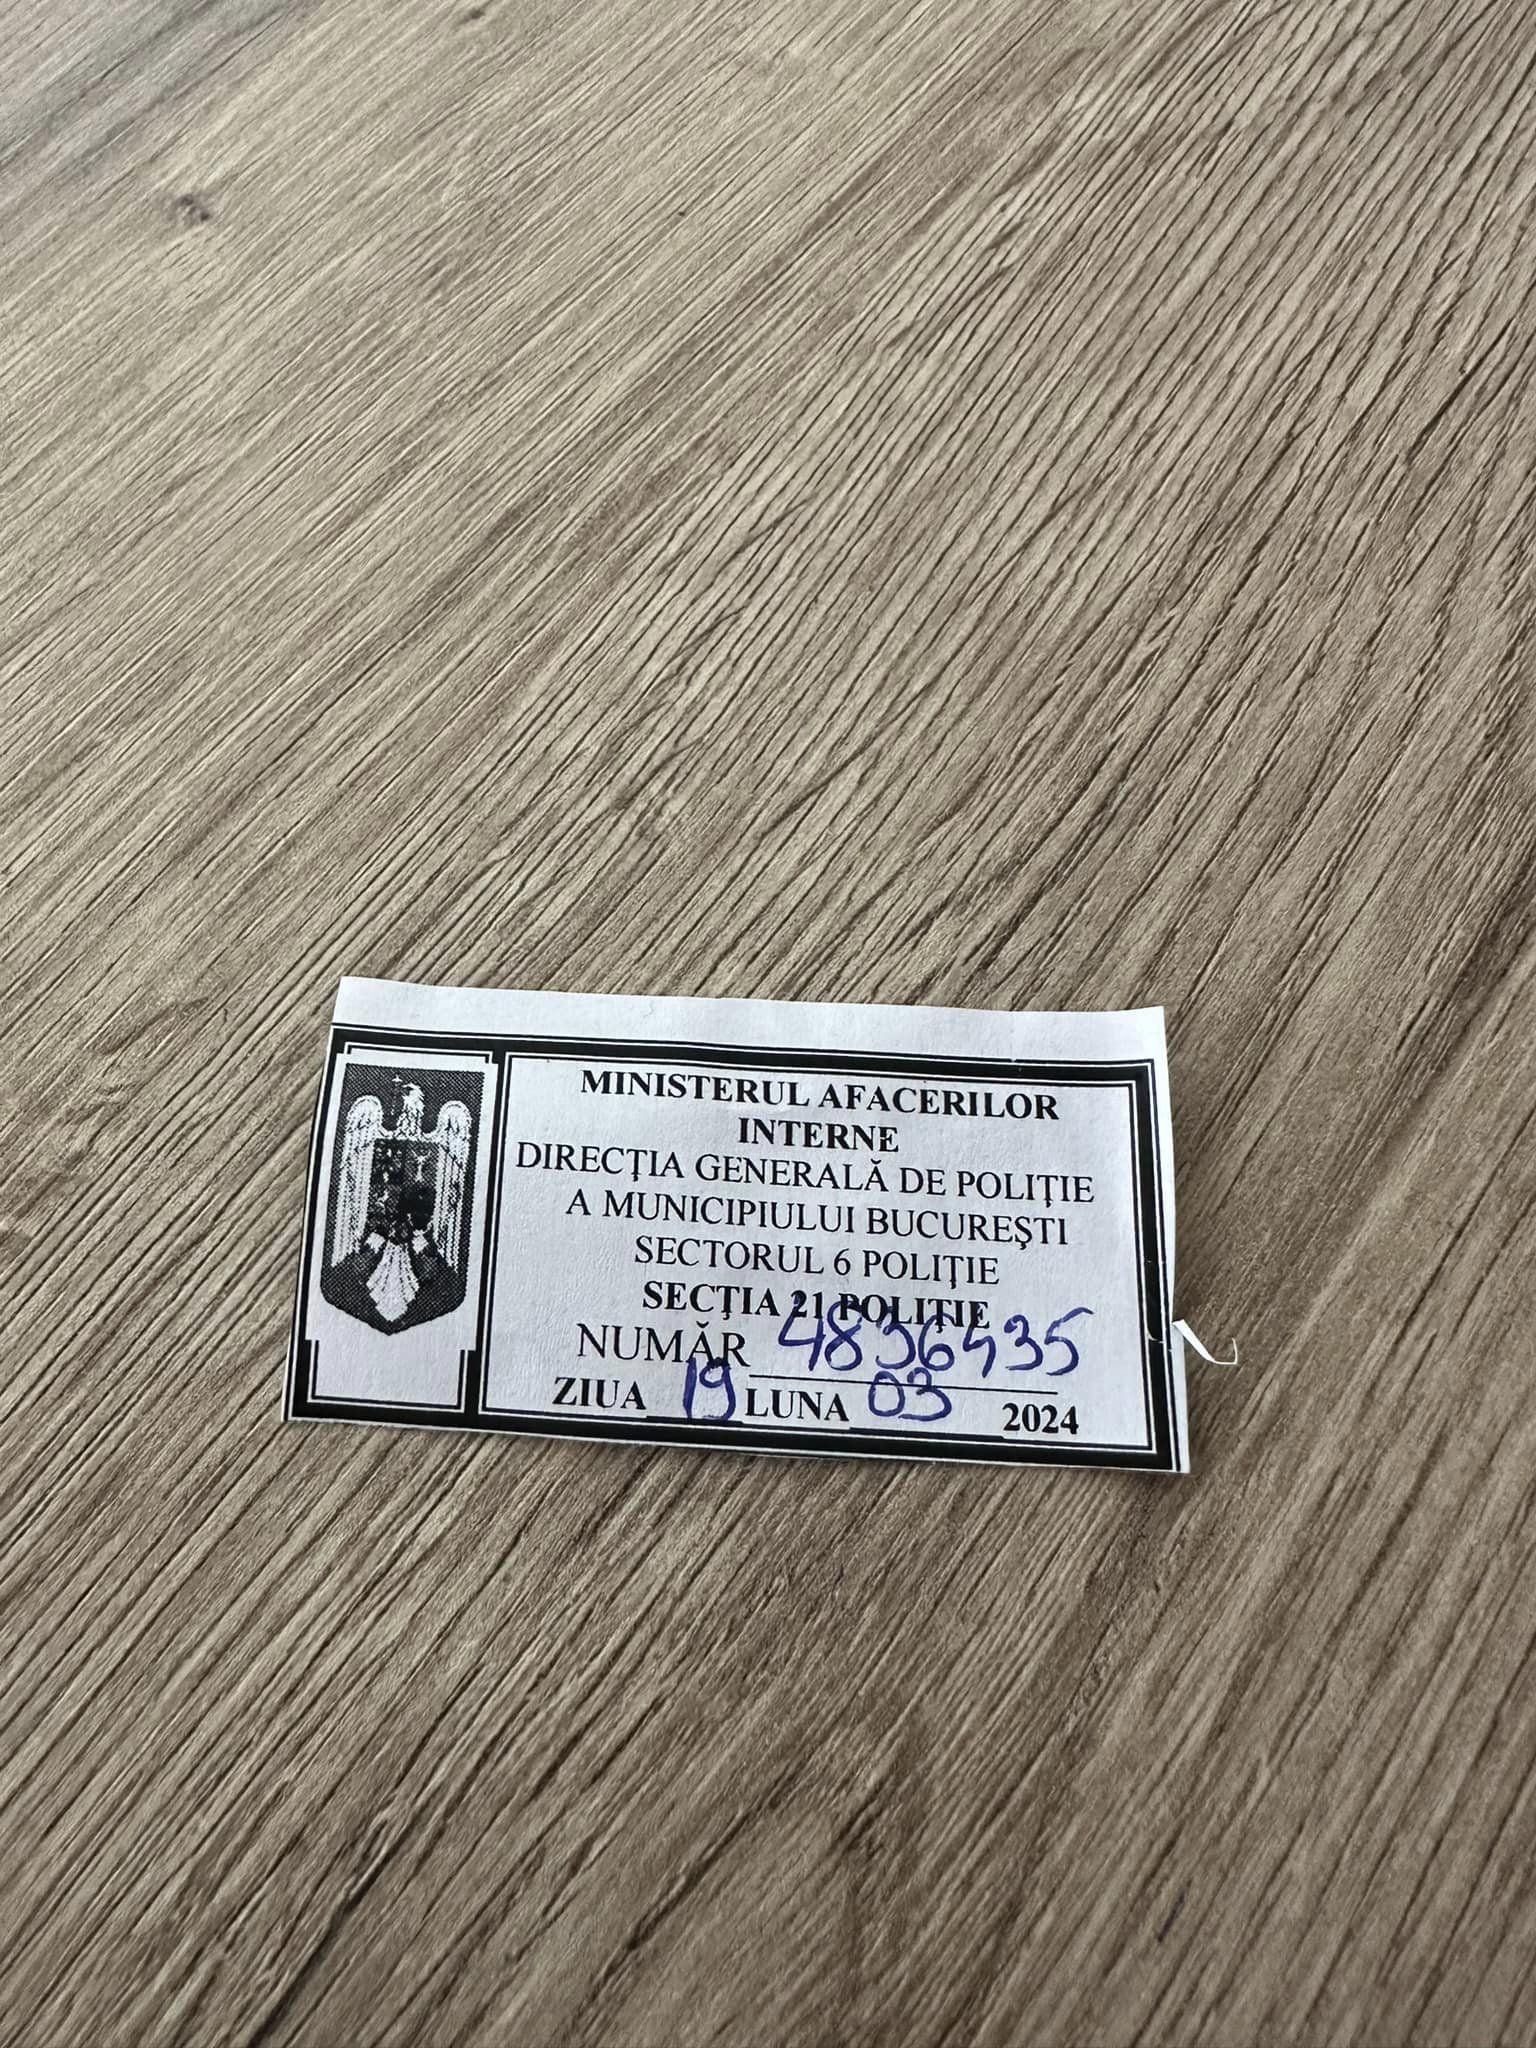 MINISTERUL AFACERILOR
INTERNE
DIRECŢIA GENERALĂ DE POLIŢIE
A MUNICIPIULUI BUCUREŞTI
SECTORUL 6 POLIŢIE
SECŢIA 21 POLIŢIE
NUMĂR 4836435
ZIUA 19 LUNA 03 2024